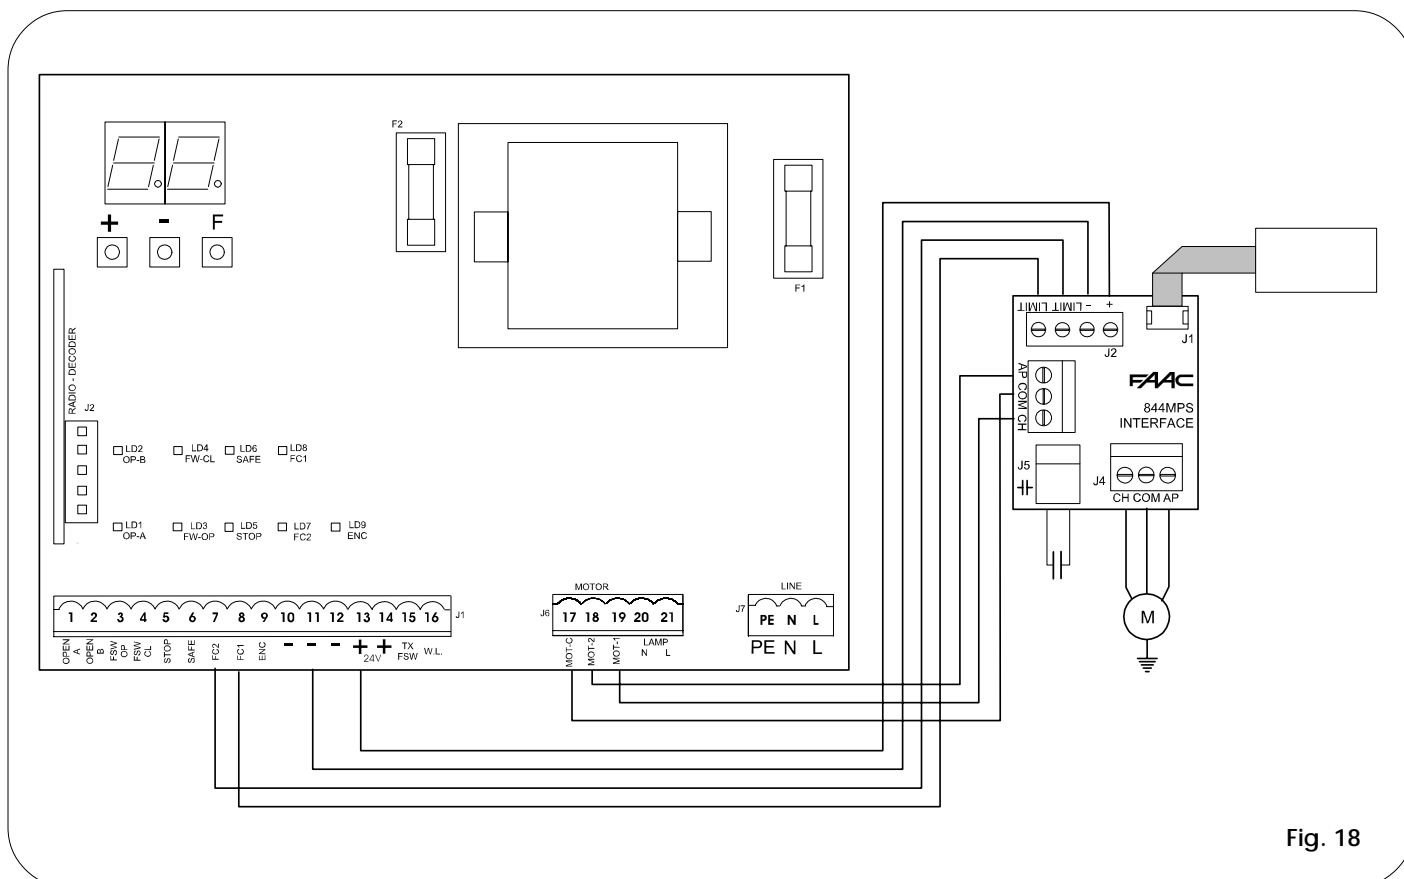 F2
F1
+ - F
RADIO - DECODER
J2
LD2 OP-B
LD4 FW-CL
LD6 SAFE
LD8 FC1
LD1 OP-A
LD3 FW-OP
LD5 STOP
LD7 FC2
LD9 ENC
1 2 3 4 5 6 7 8 9 10 11 12 13 14 15 16
J1
OPEN A
OPEN B
FSW OP
FSW CL
STOP
SAFE
FC2
FC1
ENC
- - -
+ +
24V
TX FSW
W.L.
MOTOR
J6
17 18 19 20 21
MOT-C
MOT-2
MOT-1
LAMP
N L
LINE
J7
PE N L
PE N L
LIMIT LIMIT - +
J2
J1
AP COM CH
FAAC
844MPS
INTERFACE
J5
J4
CH COM AP
M
Fig. 18